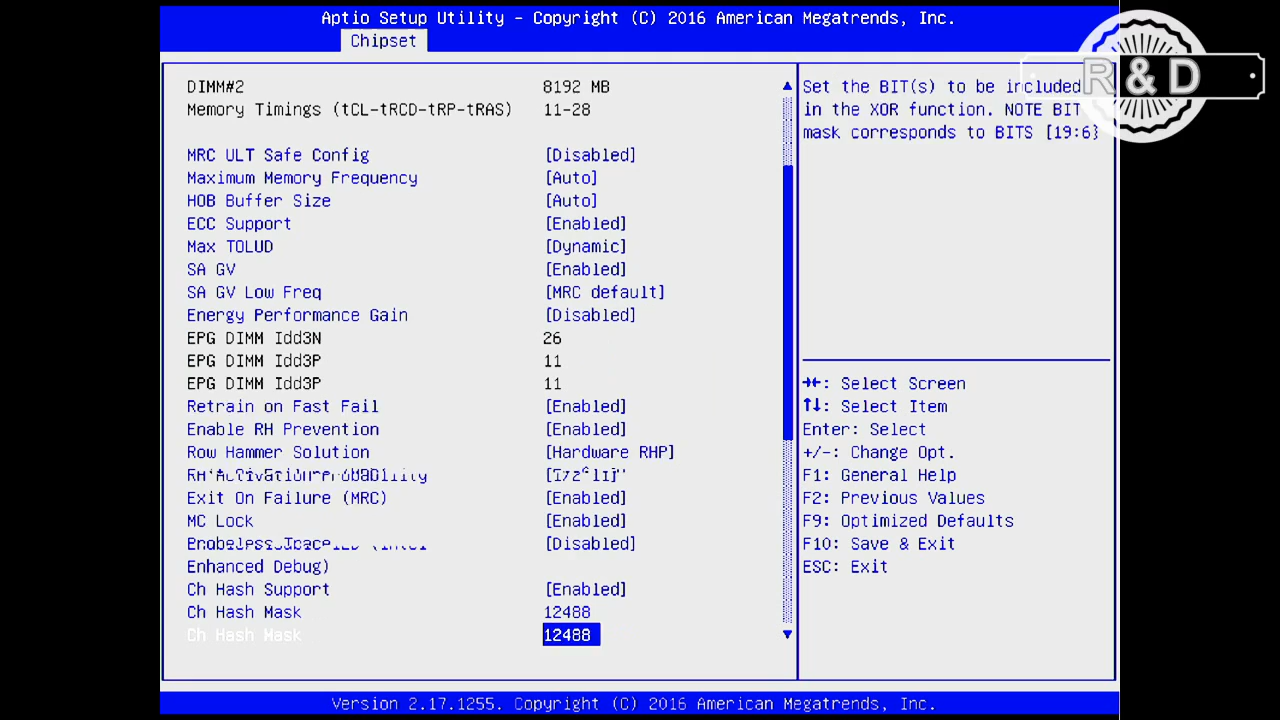 Aptio Setup Utility - Copyright (C) 2016 American Megatrends, Inc.
Chipset
DIMM#2 8192 MB
Memory Timings (tCL-tRCD-tRP-tRAS) 11-28
MRC ULT Safe Config [Disabled]
Maximum Memory Frequency [Auto]
HOB Buffer Size [Auto]
ECC Support [Enabled]
Max TOLUD [Dynamic]
SA GV [Enabled]
SA GV Low Freq [MRC default]
Energy Performance Gain [Disabled]
EPG DIMM Idd3N 26
EPG DIMM Idd3P 11
EPG DIMM Idd3P 11
Retrain on Fast Fail [Enabled]
Enable RH Prevention [Enabled]
Row Hammer Solution [Hardware RHP]
Exit On Failure (MRC) [Enabled]
MC Lock [Enabled]
[Disabled]
Enhanced Debug)
Ch Hash Support [Enabled]
Ch Hash Mask 12488
Ch Hash Mask 12488
Set the BIT(s) to be included
in the XOR function. NOTE BIT
mask corresponds to BITS [19:6}
: Select Screen
↑↓: Select Item
Enter: Select
+/-: Change Opt.
F1: General Help
F2: Previous Values
F9: Optimized Defaults
F10: Save & Exit
ESC: Exit
Version 2.17.1255. Copyright (C) 2016 American Megatrends, Inc.
R & D